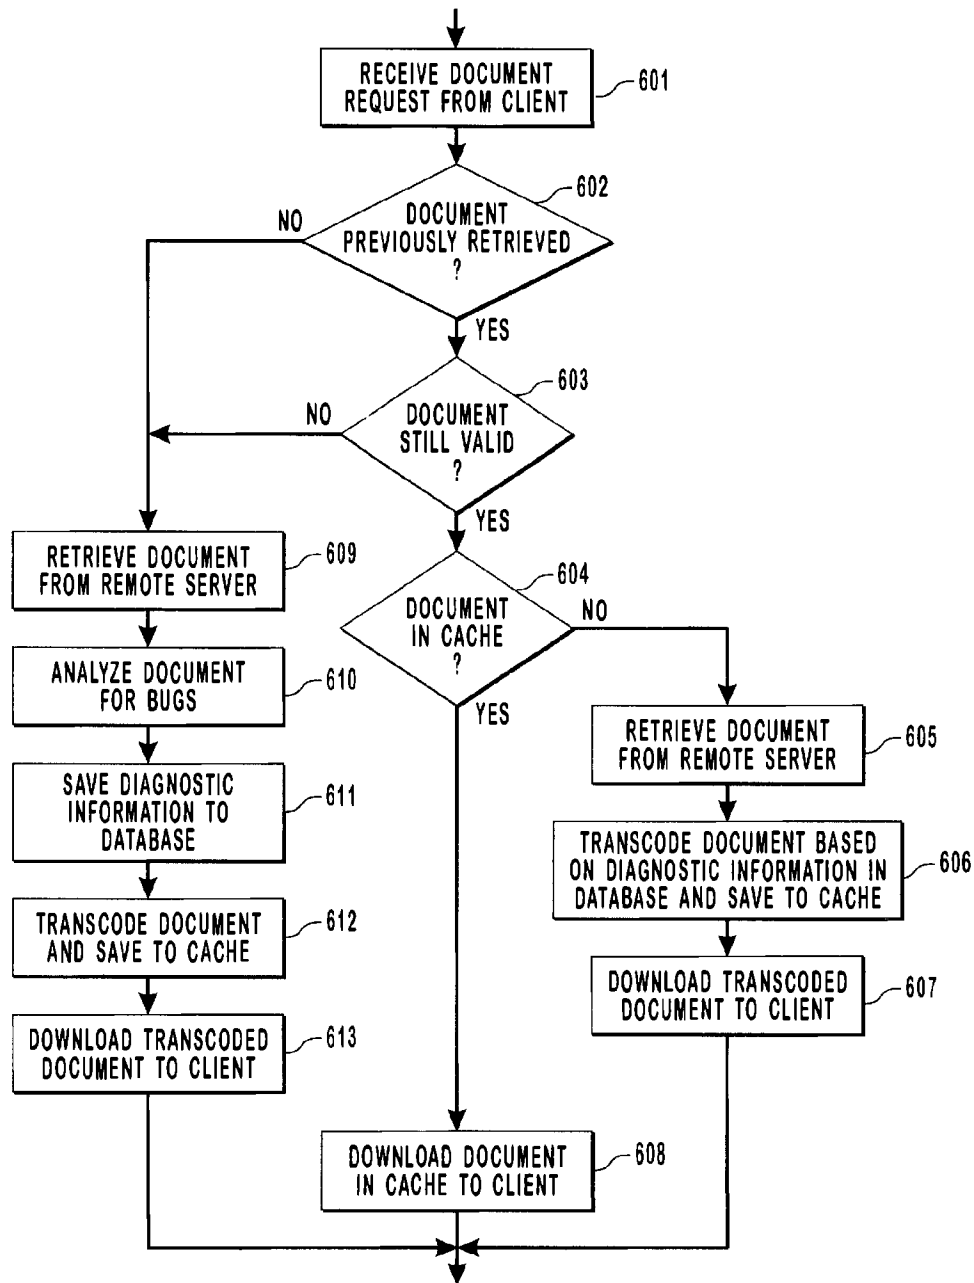 RECEIVE DOCUMENT
REQUEST FROM CLIENT
601
602
DOCUMENT
PREVIOUSLY RETRIEVED
?
NO
YES
603
DOCUMENT
STILL VALID
?
NO
YES
604
DOCUMENT
IN CACHE
?
NO
YES
RETRIEVE DOCUMENT
FROM REMOTE SERVER
609
ANALYZE DOCUMENT
FOR BUGS
610
SAVE DIAGNOSTIC
INFORMATION TO
DATABASE
611
TRANSCODE DOCUMENT
AND SAVE TO CACHE
612
DOWNLOAD TRANSCODED
DOCUMENT TO CLIENT
613
RETRIEVE DOCUMENT
FROM REMOTE SERVER
605
TRANSCODE DOCUMENT BASED
ON DIAGNOSTIC INFORMATION IN
DATABASE AND SAVE TO CACHE
606
DOWNLOAD TRANSCODED
DOCUMENT TO CLIENT
607
DOWNLOAD DOCUMENT
IN CACHE TO CLIENT
608